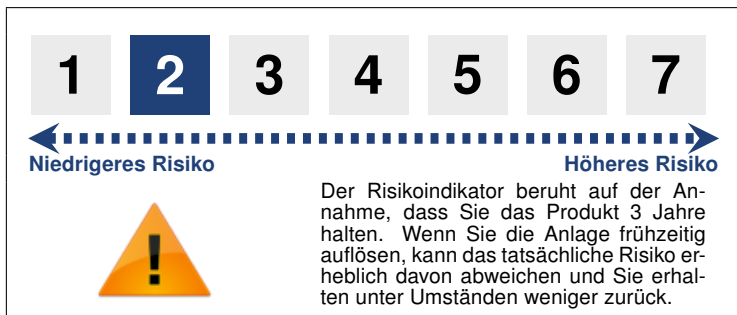 1 2 3 4 5 6 7
Niedrigeres Risiko Höheres Risiko
Der Risikoindikator beruht auf der An-
nahme, dass Sie das Produkt 3 Jahre
halten. Wenn Sie die Anlage frühzeitig
auflösen, kann das tatsächliche Risiko er-
heblich davon abweichen und Sie erhal-
ten unter Umständen weniger zurück.
!